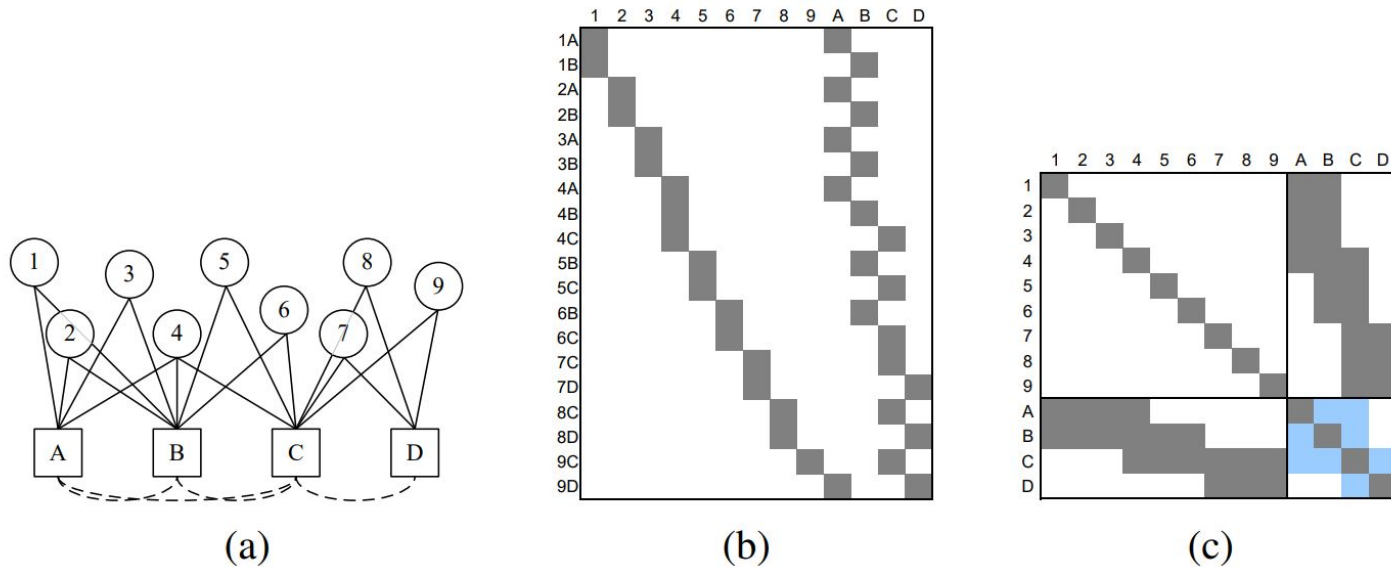 1 2 3 4 5 6 7 8 9
A B C D
(a)
1 2 3 4 5 6 7 8 9 A B C D
1A
1B
2A
2B
3A
3B
4A
4B
4C
5B
5C
6B
6C
7C
7D
8C
8D
9C
9D
(b)
1 2 3 4 5 6 7 8 9 A B C D
1
2
3
4
5
6
7
8
9
A
B
C
D
(c)